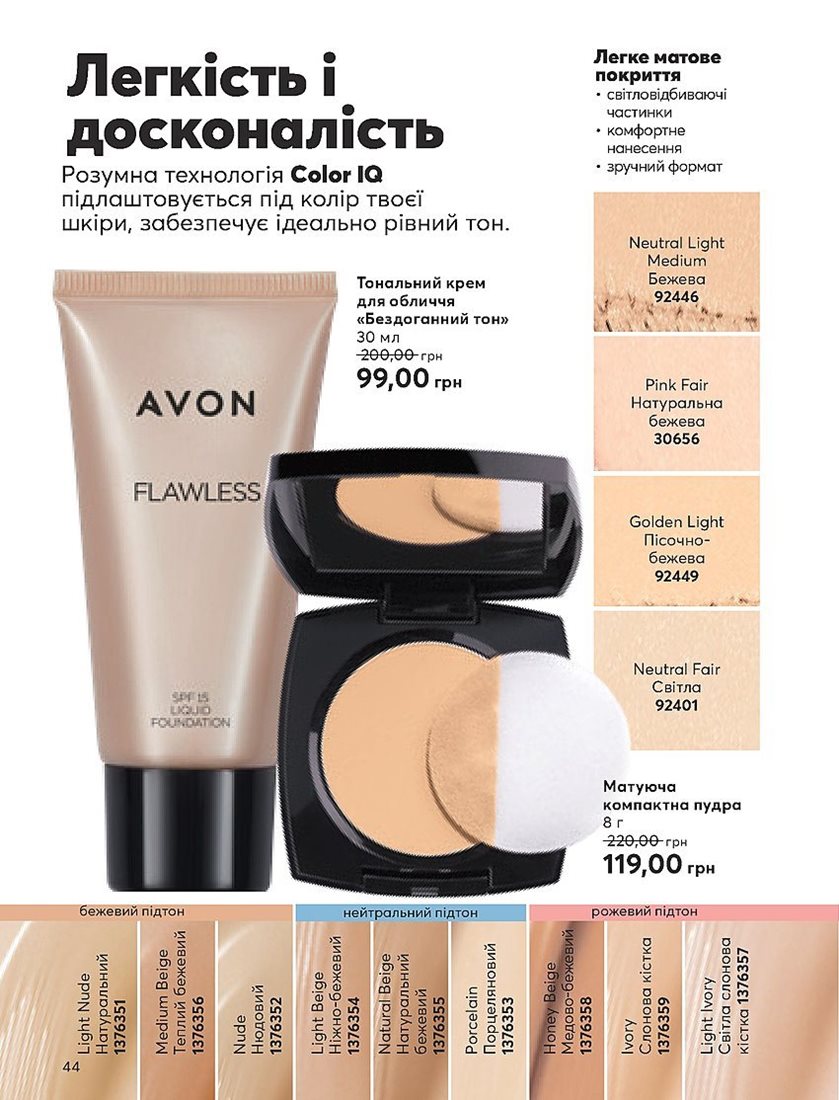 Легкість і
досконалість
Розумна технологія Color IQ
підлаштовується під колір твоєї
шкіри, забезпечує ідеально рівний тон.
Легке матове
покриття
• світловідбиваючі
частинки
• комфортне
нанесення
• зручний формат
Тональний крем
для обличчя
«Бездоганний тон»
30 мл
200,00 грн
99,00 грн
AVON
FLAWLESS
SPF 15
LIQUID
FOUNDATION
Neutral Light
Medium
Бежева
92446
Pink Fair
Натуральна
бежева
30656
Golden Light
Пісочно-
бежева
92449
Neutral Fair
Світла
92401
Матуюча
компактна пудра
8 г
220,00 грн
119,00 грн
бежевий підтон
нейтральний підтон
рожевий підтон
Light Nude
Натуральний
1376351
Medium Beige
Теплий бежевий
1376356
Nude
Нюдовий
1376352
Light Beige
Ніжно-бежевий
1376354
Natural Beige
Натуральний
бежевий
1376355
Porcelain
Порцеляновий
1376353
Honey Beige
Медово-бежевий
1376358
Ivory
Слонова кістка
1376359
Light Ivory
Світла слонова
кістка 1376357
44